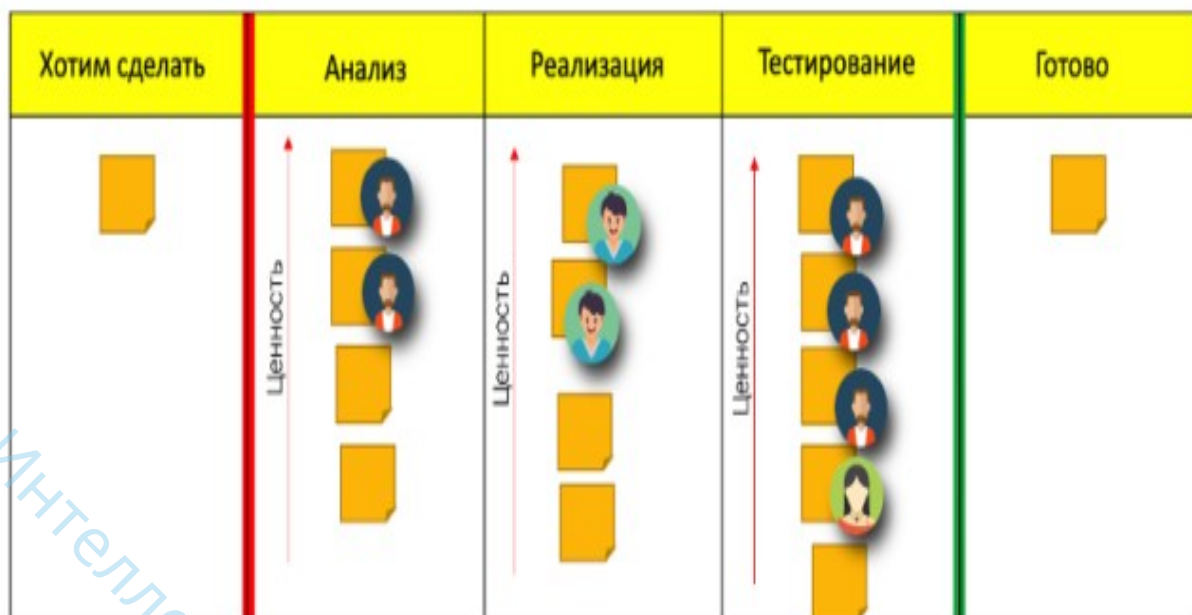 Хотим сделать
Анализ
Реализация
Тестирование
Готово
Ценность
Ценность
Ценность